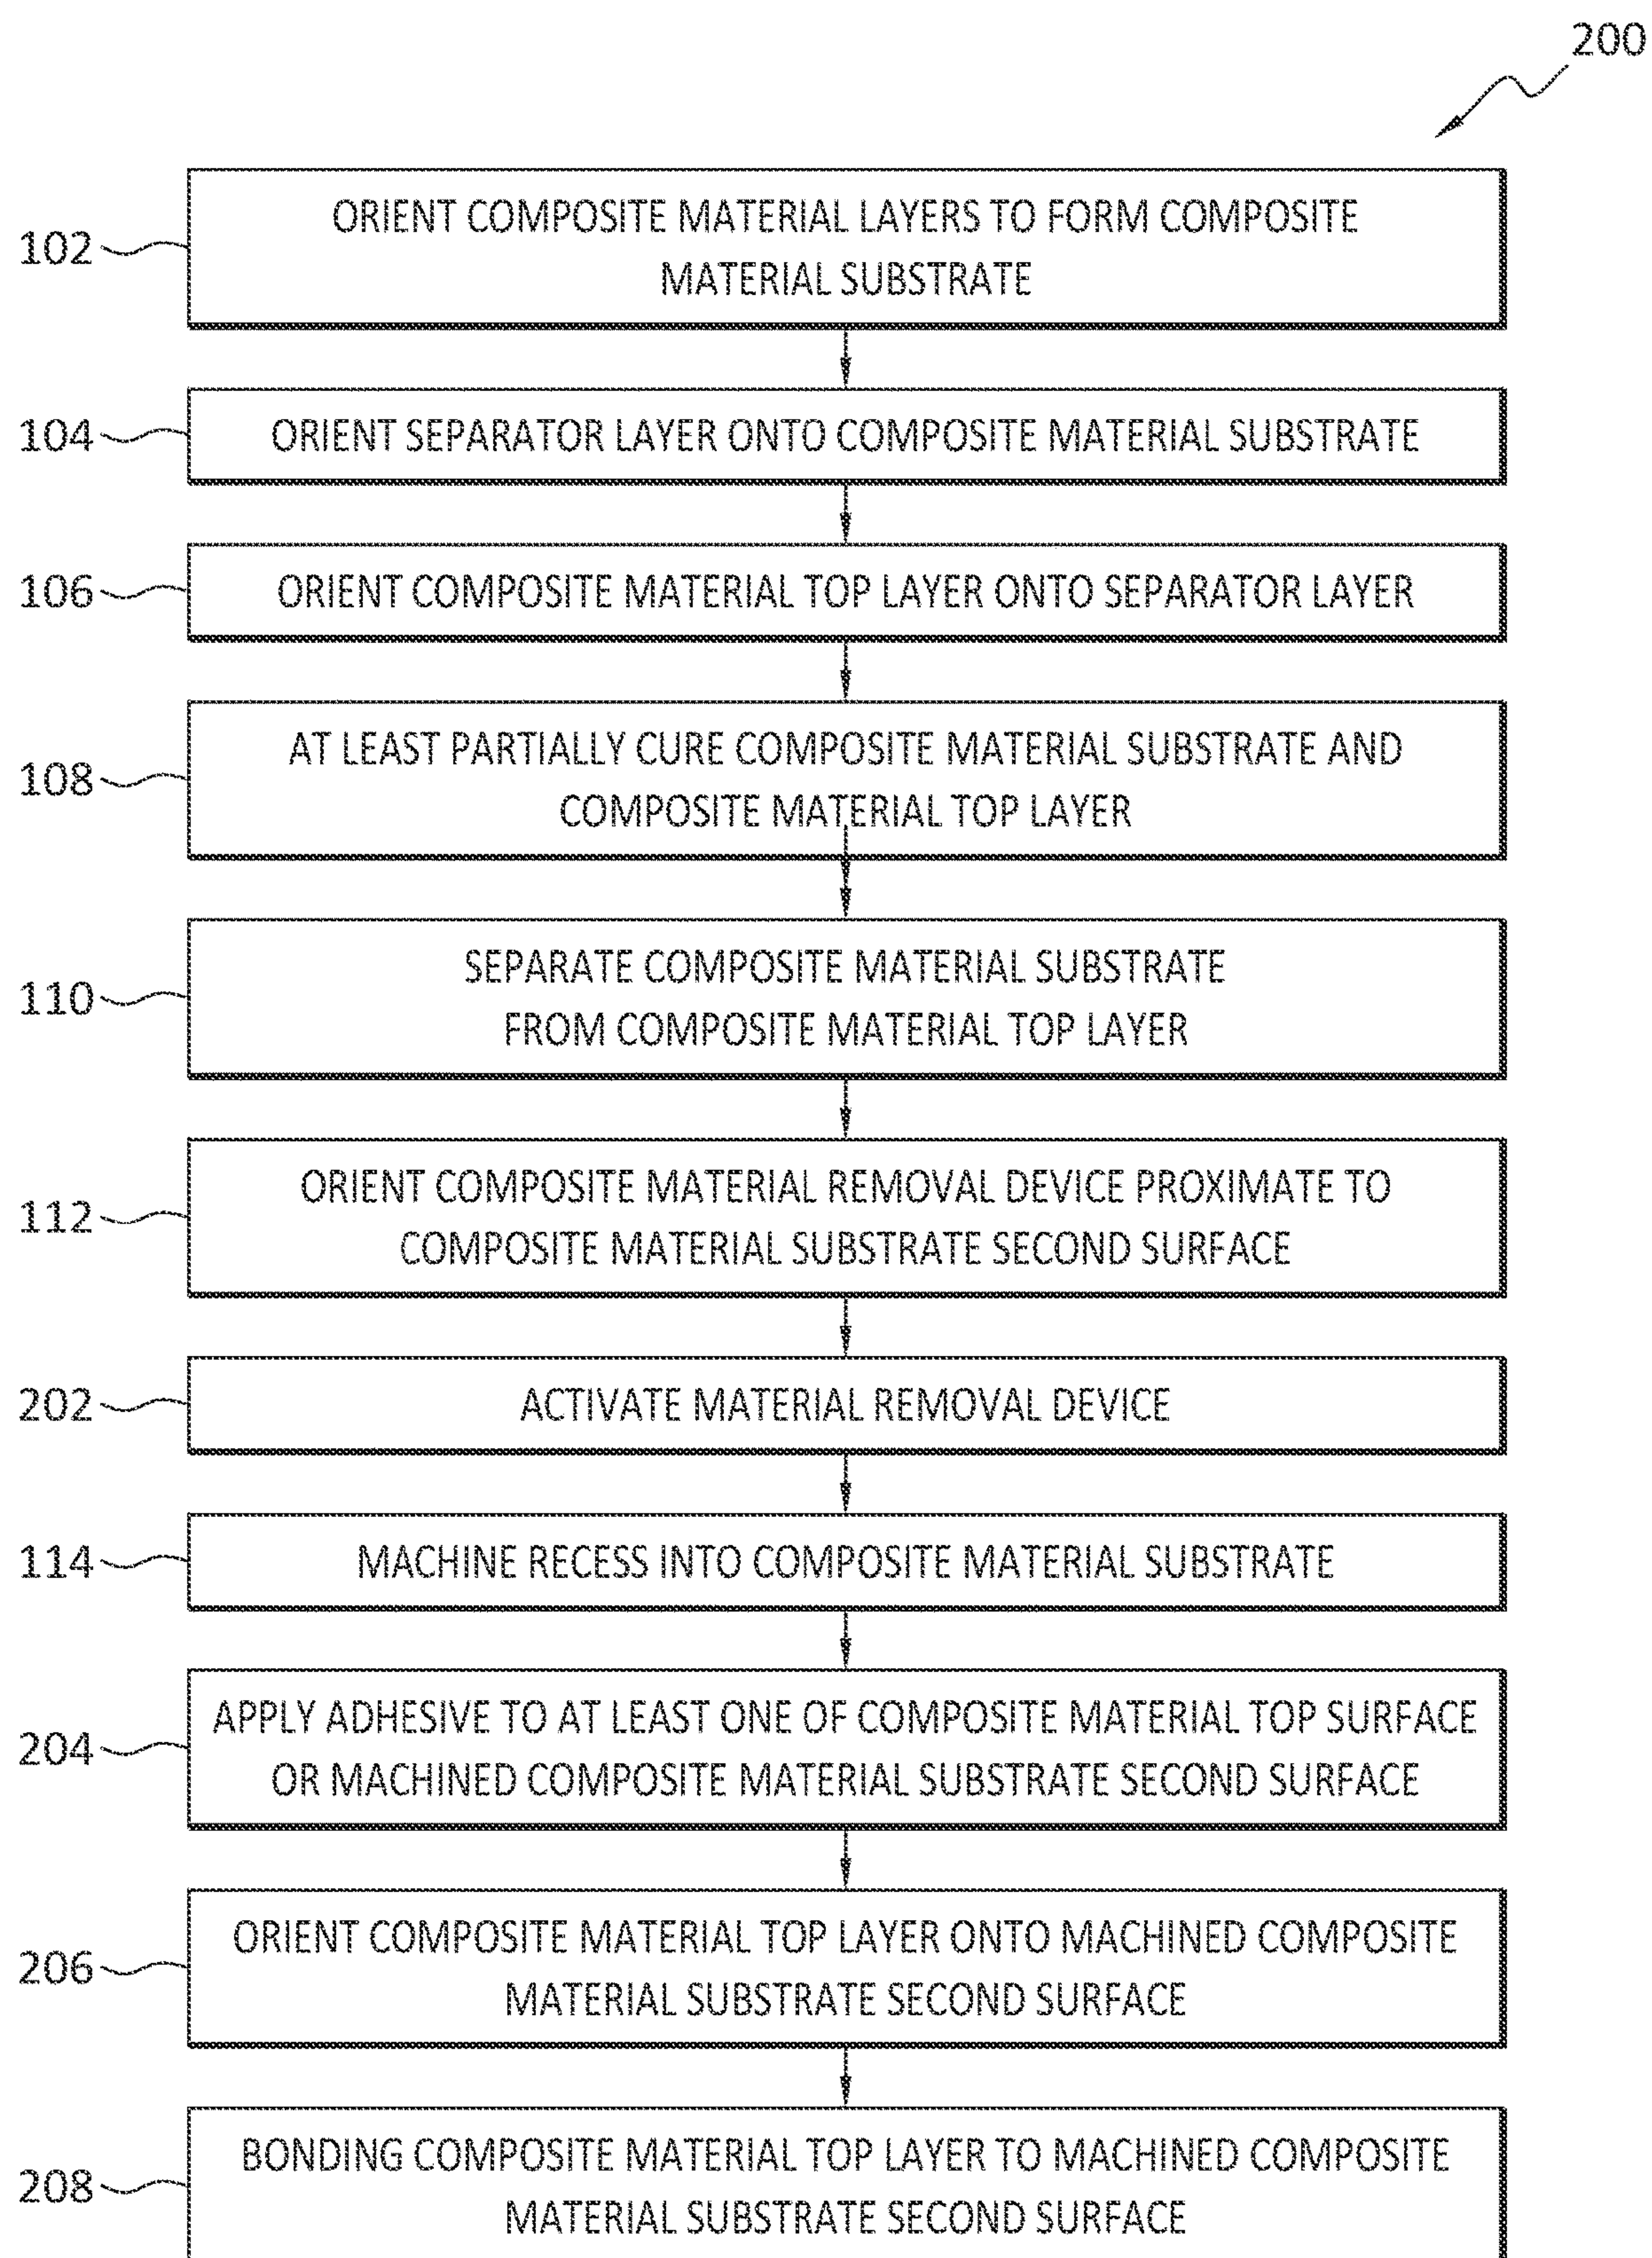 200
102
ORIENT COMPOSITE MATERIAL LAYERS TO FORM COMPOSITE
MATERIAL SUBSTRATE
104
ORIENT SEPARATOR LAYER ONTO COMPOSITE MATERIAL SUBSTRATE
106
ORIENT COMPOSITE MATERIAL TOP LAYER ONTO SEPARATOR LAYER
108
AT LEAST PARTIALLY CURE COMPOSITE MATERIAL SUBSTRATE AND
COMPOSITE MATERIAL TOP LAYER
110
SEPARATE COMPOSITE MATERIAL SUBSTRATE
FROM COMPOSITE MATERIAL TOP LAYER
112
ORIENT COMPOSITE MATERIAL REMOVAL DEVICE PROXIMATE TO
COMPOSITE MATERIAL SUBSTRATE SECOND SURFACE
202
ACTIVATE MATERIAL REMOVAL DEVICE
114
MACHINE RECESS INTO COMPOSITE MATERIAL SUBSTRATE
204
APPLY ADHESIVE TO AT LEAST ONE OF COMPOSITE MATERIAL TOP SURFACE
OR MACHINED COMPOSITE MATERIAL SUBSTRATE SECOND SURFACE
206
ORIENT COMPOSITE MATERIAL TOP LAYER ONTO MACHINED COMPOSITE
MATERIAL SUBSTRATE SECOND SURFACE
208
BONDING COMPOSITE MATERIAL TOP LAYER TO MACHINED COMPOSITE
MATERIAL SUBSTRATE SECOND SURFACE